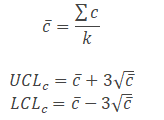 c̄ = ∑c / k
UCL_c = c̄ + 3√c̄
LCL_c = c̄ − 3√c̄